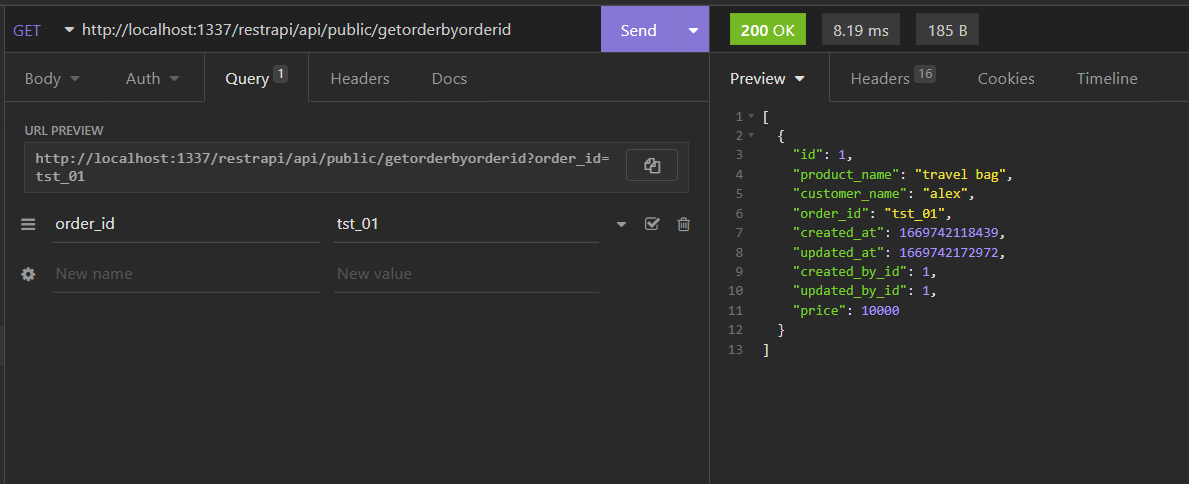 GET http://localhost:1337/restrapi/api/public/getorderbyorderid Send
200 OK 8.19 ms 185 B
Body Auth Query 1 Headers Docs
Preview Headers 16 Cookies Timeline
URL PREVIEW
http://localhost:1337/restrapi/api/public/getorderbyorderid?order_id=
tst_01
order_id tst_01
New name New value
1 [
2 {
3 "id": 1,
4 "product_name": "travel bag",
5 "customer_name": "alex",
6 "order_id": "tst_01",
7 "created_at": 1669742118439,
8 "updated_at": 1669742172972,
9 "created_by_id": 1,
10 "updated_by_id": 1,
11 "price": 10000
12 }
13 ]